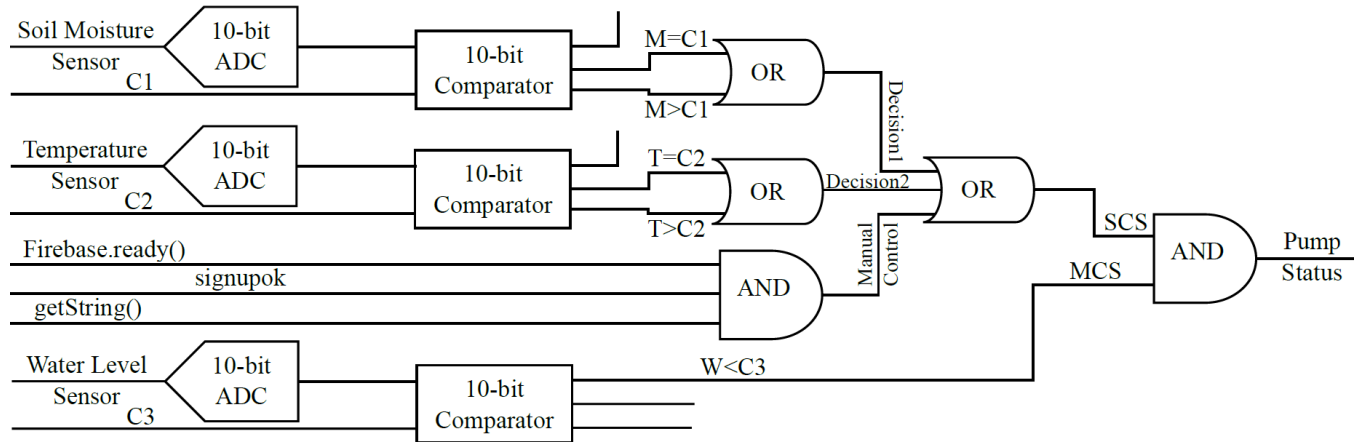 Soil Moisture
Sensor
C1
10-bit
ADC
10-bit
Comparator
M=C1
M>C1
OR
Decision1
Temperature
Sensor
C2
10-bit
ADC
10-bit
Comparator
T=C2
T>C2
OR
Decision2
OR
Firebase.ready()
signupok
getString()
AND
Manual
Control
SCS
MCS
AND
Pump
Status
Water Level
Sensor
C3
10-bit
ADC
10-bit
Comparator
W<C3